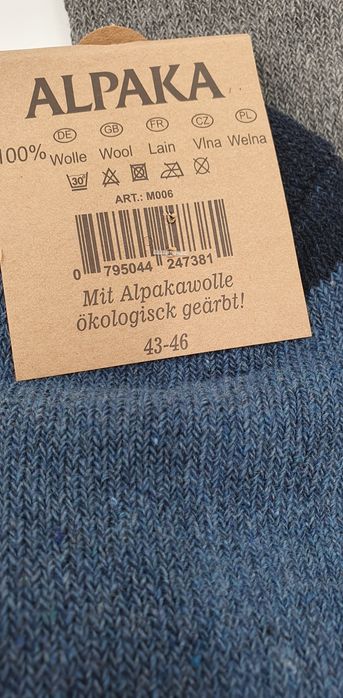 ALPAKA
DE GB FR CZ PL
100% Wolle Wool Lain Vlna Welna
30°
ART.: M006
0 795044 247381
Mit Alpakawolle
ökologisck geärbt!
43-46